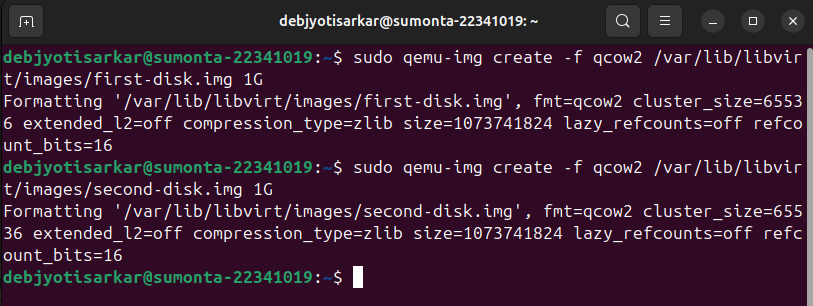 debjyotisarkar@sumonta-22341019: ~
debjyotisarkar@sumonta-22341019:~$ sudo qemu-img create -f qcow2 /var/lib/libvir
t/images/first-disk.img 1G
Formatting '/var/lib/libvirt/images/first-disk.img', fmt=qcow2 cluster_size=6553
6 extended_l2=off compression_type=zlib size=1073741824 lazy_refcounts=off refco
unt_bits=16
debjyotisarkar@sumonta-22341019:~$ sudo qemu-img create -f qcow2 /var/lib/libvir
t/images/second-disk.img 1G
Formatting '/var/lib/libvirt/images/second-disk.img', fmt=qcow2 cluster_size=655
36 extended_l2=off compression_type=zlib size=1073741824 lazy_refcounts=off refc
ount_bits=16
debjyotisarkar@sumonta-22341019:~$